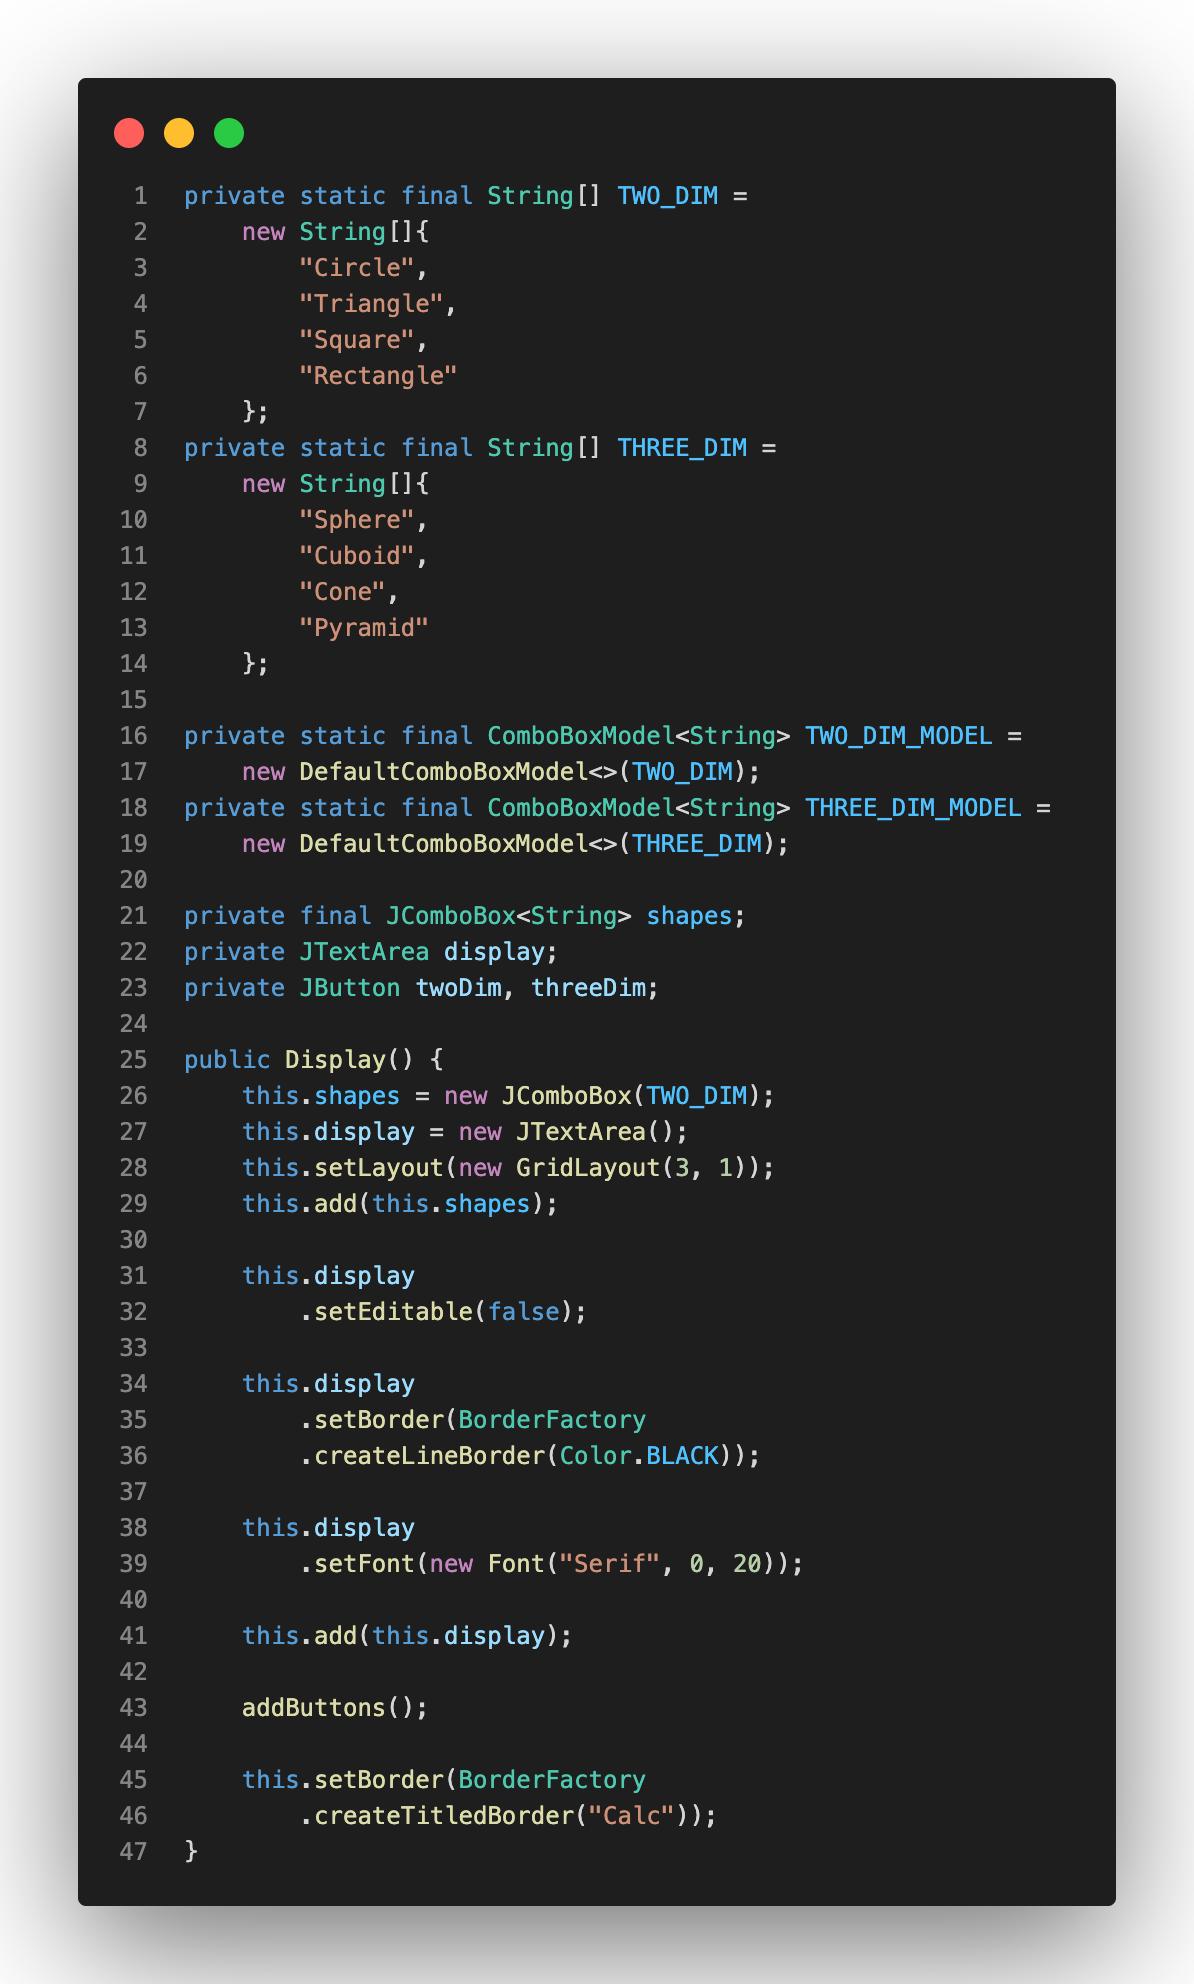 1 private static final String[] TWO_DIM =
2     new String[]{
3         "Circle",
4         "Triangle",
5         "Square",
6         "Rectangle"
7     };
8 private static final String[] THREE_DIM =
9     new String[]{
10         "Sphere",
11         "Cuboid",
12         "Cone",
13         "Pyramid"
14     };
15
16 private static final ComboBoxModel<String> TWO_DIM_MODEL =
17     new DefaultComboBoxModel<>(TWO_DIM);
18 private static final ComboBoxModel<String> THREE_DIM_MODEL =
19     new DefaultComboBoxModel<>(THREE_DIM);
20
21 private final JComboBox<String> shapes;
22 private JTextArea display;
23 private JButton twoDim, threeDim;
24
25 public Display() {
26     this.shapes = new JComboBox(TWO_DIM);
27     this.display = new JTextArea();
28     this.setLayout(new GridLayout(3, 1));
29     this.add(this.shapes);
30
31     this.display
32         .setEditable(false);
33
34     this.display
35         .setBorder(BorderFactory
36         .createLineBorder(Color.BLACK));
37
38     this.display
39         .setFont(new Font("Serif", 0, 20));
40
41     this.add(this.display);
42
43     addButtons();
44
45     this.setBorder(BorderFactory
46         .createTitledBorder("Calc"));
47 }